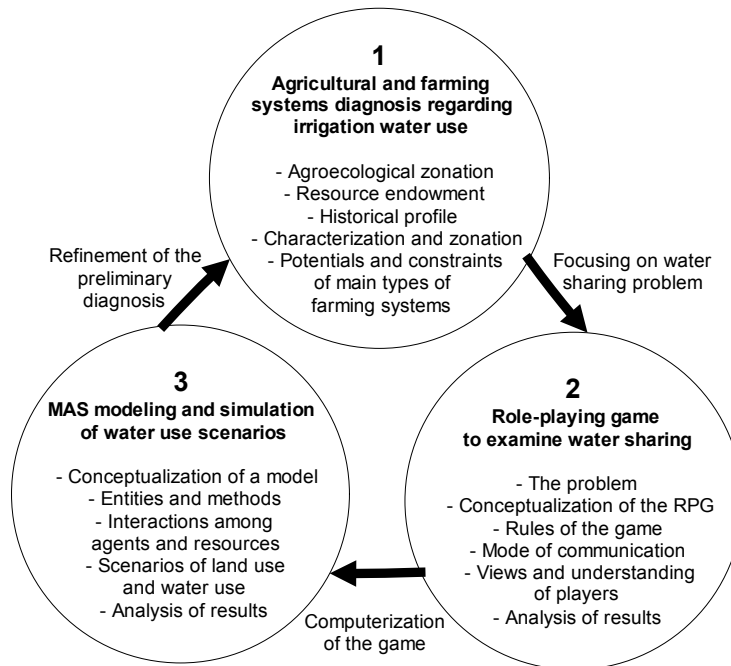 1
Agricultural and farming
systems diagnosis regarding
irrigation water use
- Agroecological zonation
- Resource endowment
- Historical profile
- Characterization and zonation
- Potentials and constraints
of main types of
farming systems
Focusing on water
sharing problem
2
Role-playing game
to examine water sharing
- The problem
- Conceptualization of the RPG
- Rules of the game
- Mode of communication
- Views and understanding
of players
- Analysis of results
Computerization
of the game
3
MAS modeling and simulation
of water use scenarios
- Conceptualization of a model
- Entities and methods
- Interactions among
agents and resources
- Scenarios of land use
and water use
- Analysis of results
Refinement of the
preliminary
diagnosis